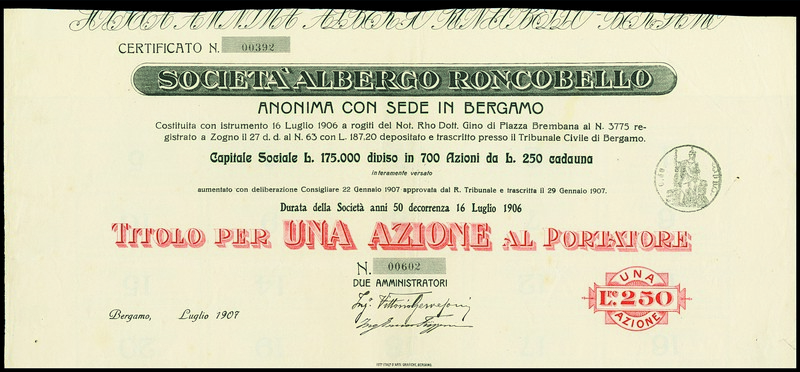 CERTIFICATO N. 00392
SOCIETA' ALBERGO RONCOBELLO
ANONIMA CON SEDE IN BERGAMO
Costituita con istrumento 16 Luglio 1906 a rogiti del Not. Rho Dott. Gino di Piazza Brembana al N. 3775 re-
gistrato a Zogno il 27 d. d. al N. 63 con L. 187.20 depositato e trascritto presso il Tribunale Civile di Bergamo.
Capitale Sociale L. 175.000 diviso in 700 Azioni da L. 250 cadauna
interamente versato
aumentato con deliberazione Consigliare 22 Gennaio 1907 approvata dal R. Tribunale e trascritta il 29 Gennaio 1907.
Durata della Società anni 50 decorrenza 16 Luglio 1906
TITOLO PER UNA AZIONE AL PORTATORE
N. 00602
DUE AMMINISTRATORI
Ing. Vittorio
Bergamo, Luglio 1907
UNA
L.re 250
AZIONE